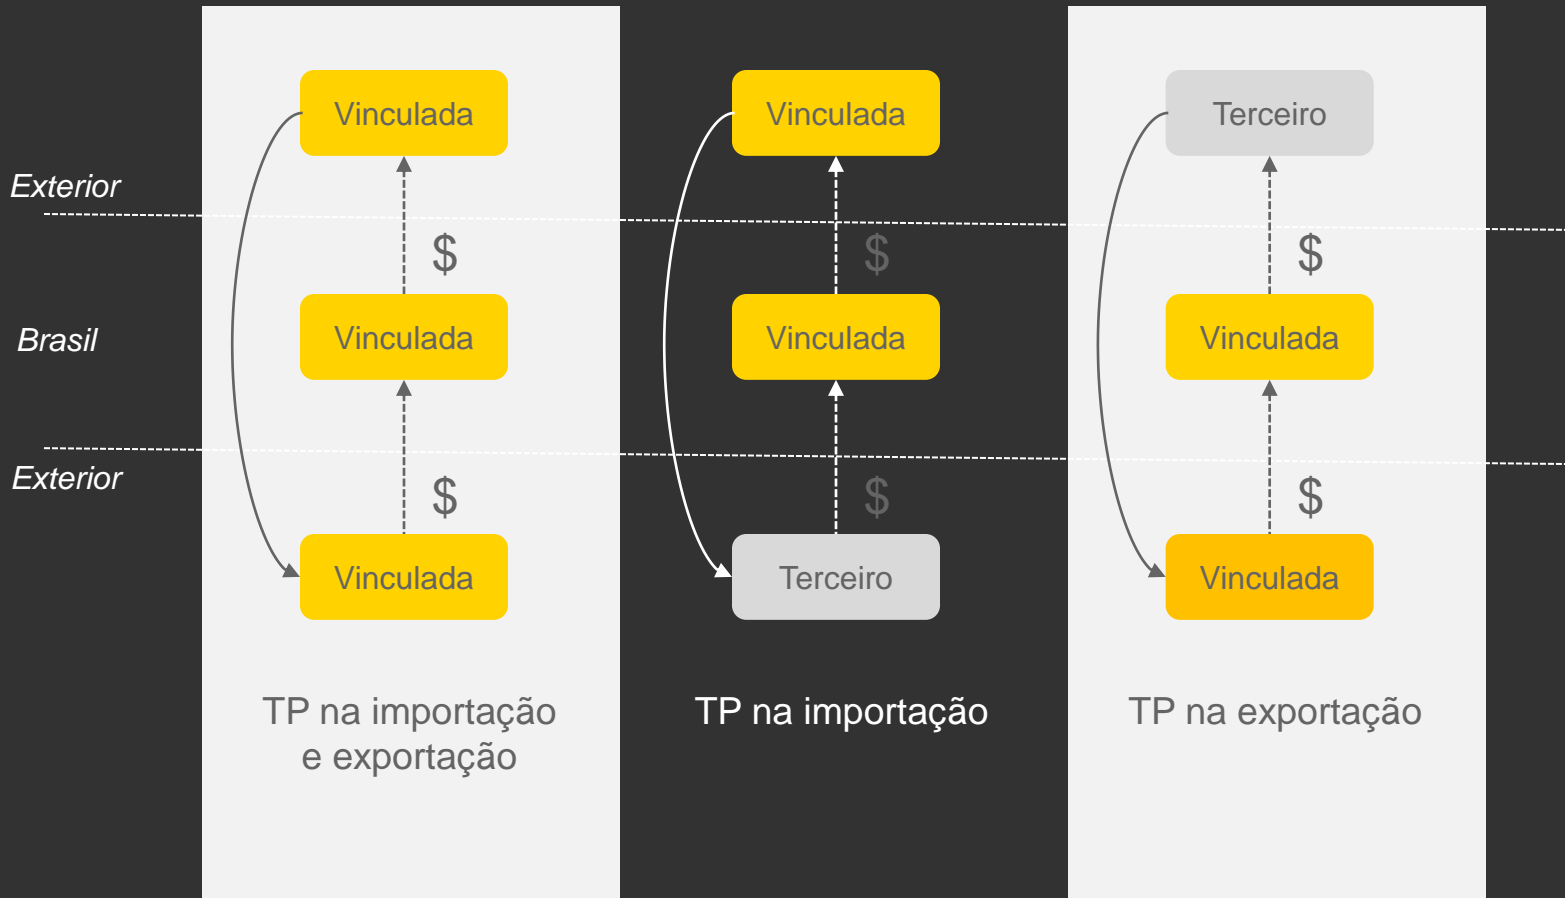 Vinculada
Vinculada
Terceiro
Exterior
$
$
$
Brasil
Vinculada
Vinculada
Vinculada
Exterior
$
$
$
Vinculada
Terceiro
Vinculada
TP na importação
e exportação
TP na importação
TP na exportação